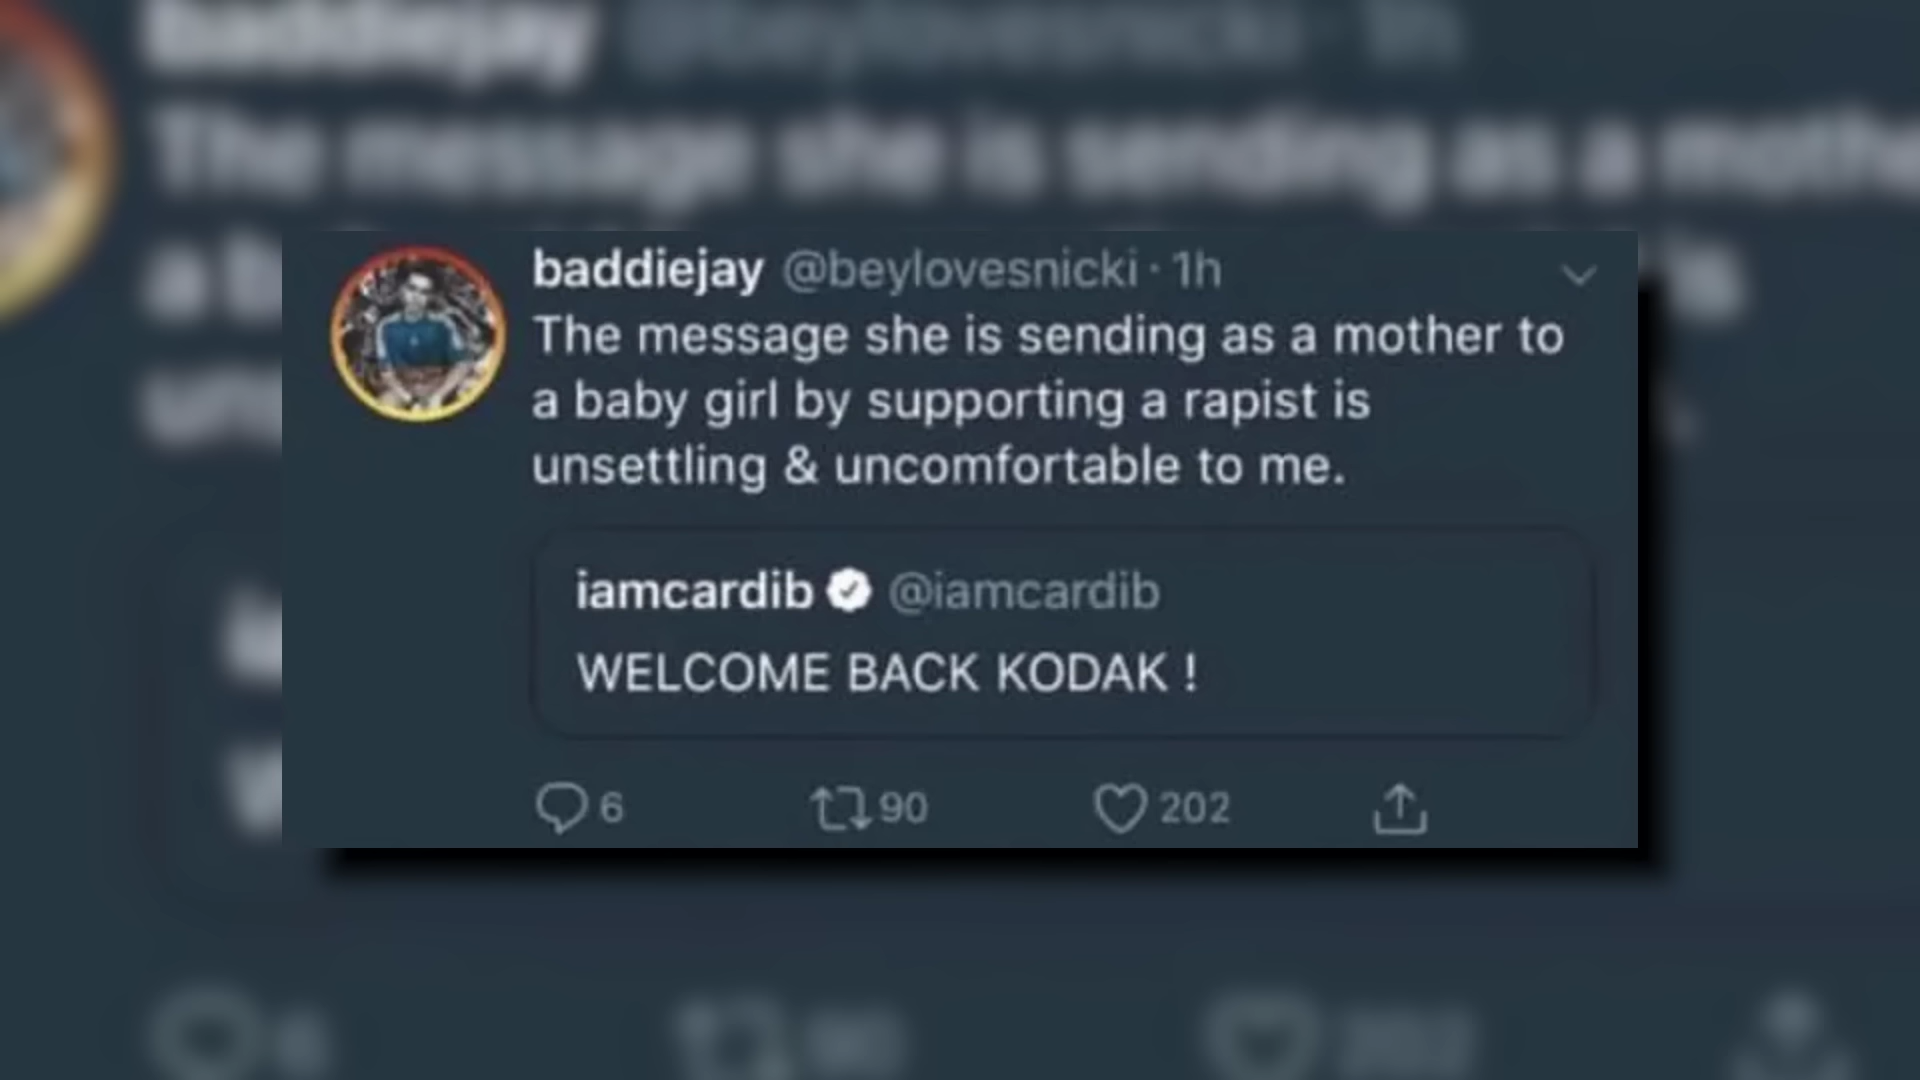 baddiejay @beylovesnicki · 1h
The message she is sending as a mother to
a baby girl by supporting a rapist is
unsettling & uncomfortable to me.
iamcardib @iamcardib
WELCOME BACK KODAK !
6 90 202